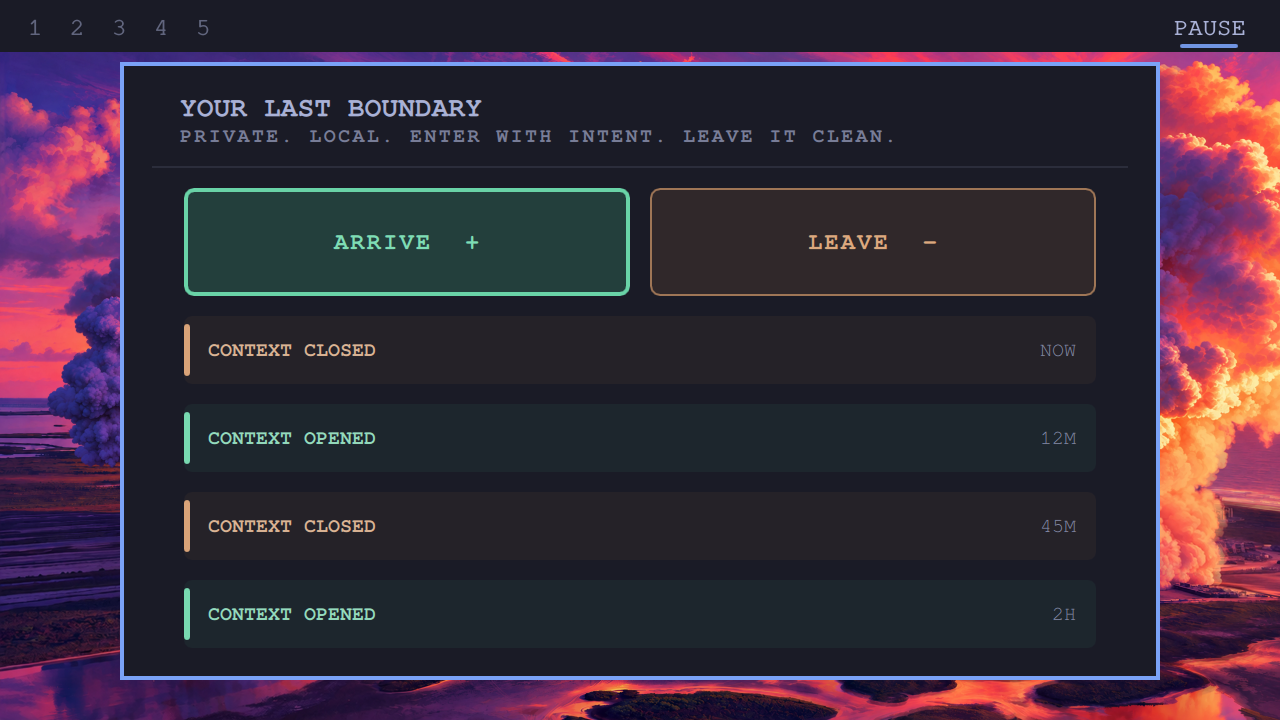 1 2 3 4 5 PAUSE
YOUR LAST BOUNDARY
PRIVATE. LOCAL. ENTER WITH INTENT. LEAVE IT CLEAN.
ARRIVE + LEAVE −
CONTEXT CLOSED NOW
CONTEXT OPENED 12M
CONTEXT CLOSED 45M
CONTEXT OPENED 2H